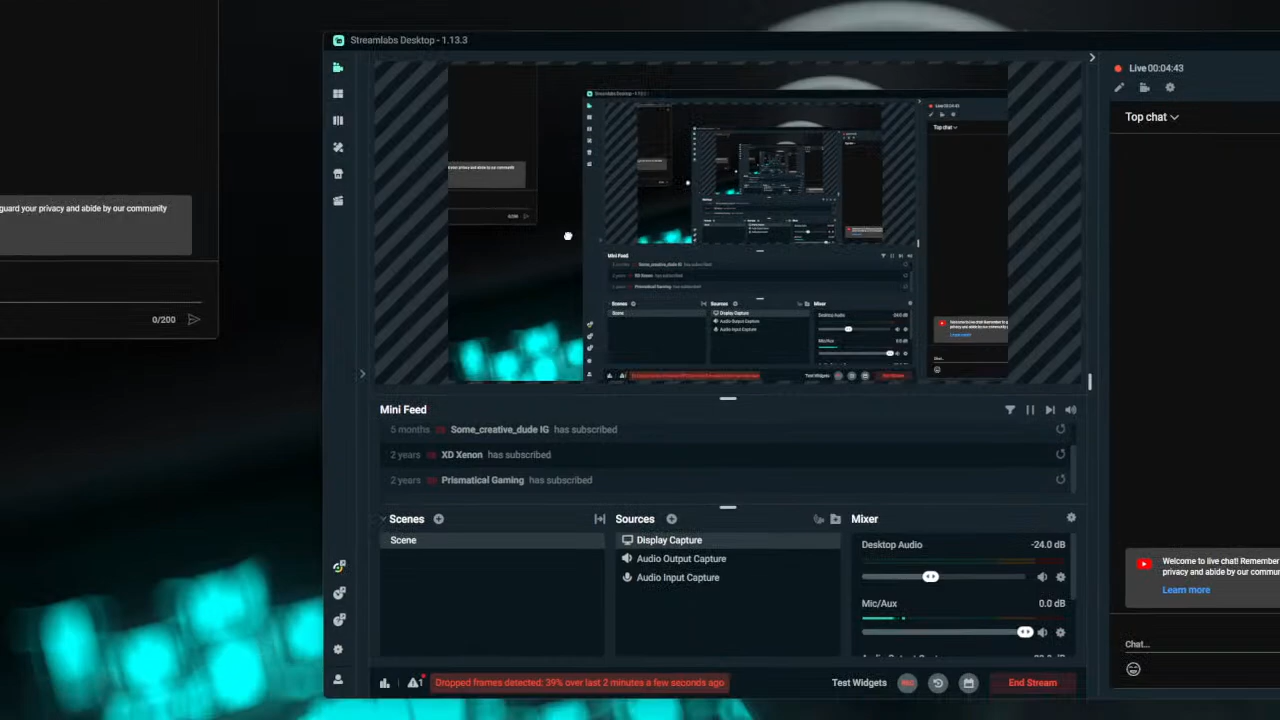 Streamlabs Desktop - 1.13.3
Live 00:04:43
Top chat
guard your privacy and abide by our community
0/200
Mini Feed
5 months Some_creative_dude IG has subscribed
2 years XD Xenon has subscribed
2 years Prismatical Gaming has subscribed
Scenes
Scene
Sources
Display Capture
Audio Output Capture
Audio Input Capture
Mixer
Desktop Audio -24.0 dB
Mic/Aux 0.0 dB
Welcome to live chat! Remember
privacy and abide by our commun
Learn more
Chat...
Dropped frames detected: 39% over last 2 minutes a few seconds ago
Test Widgets
REC
End Stream